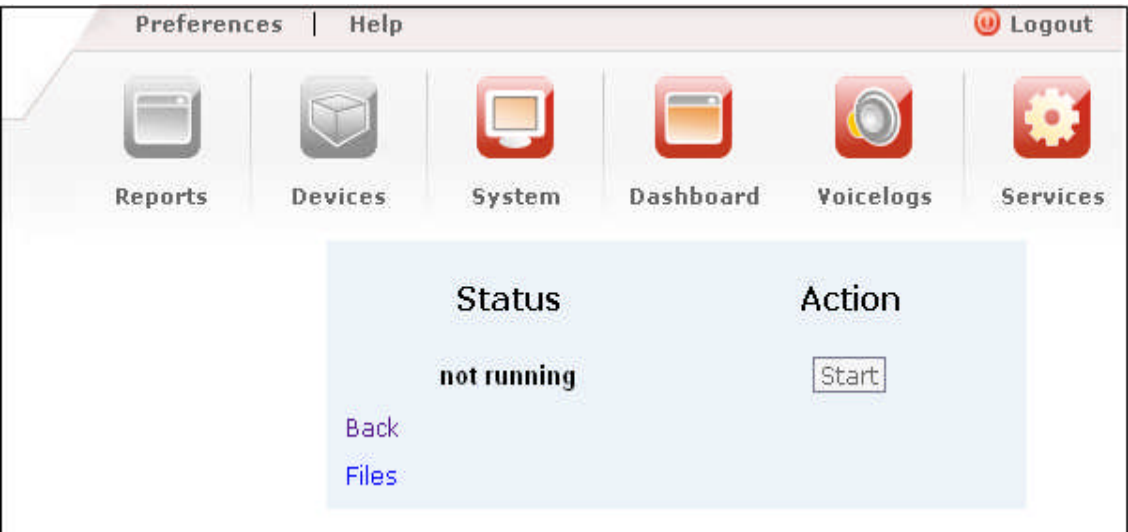 Preferences | Help Logout
Reports Devices System Dashboard Voicelogs Services
Status Action
not running Start
Back
Files